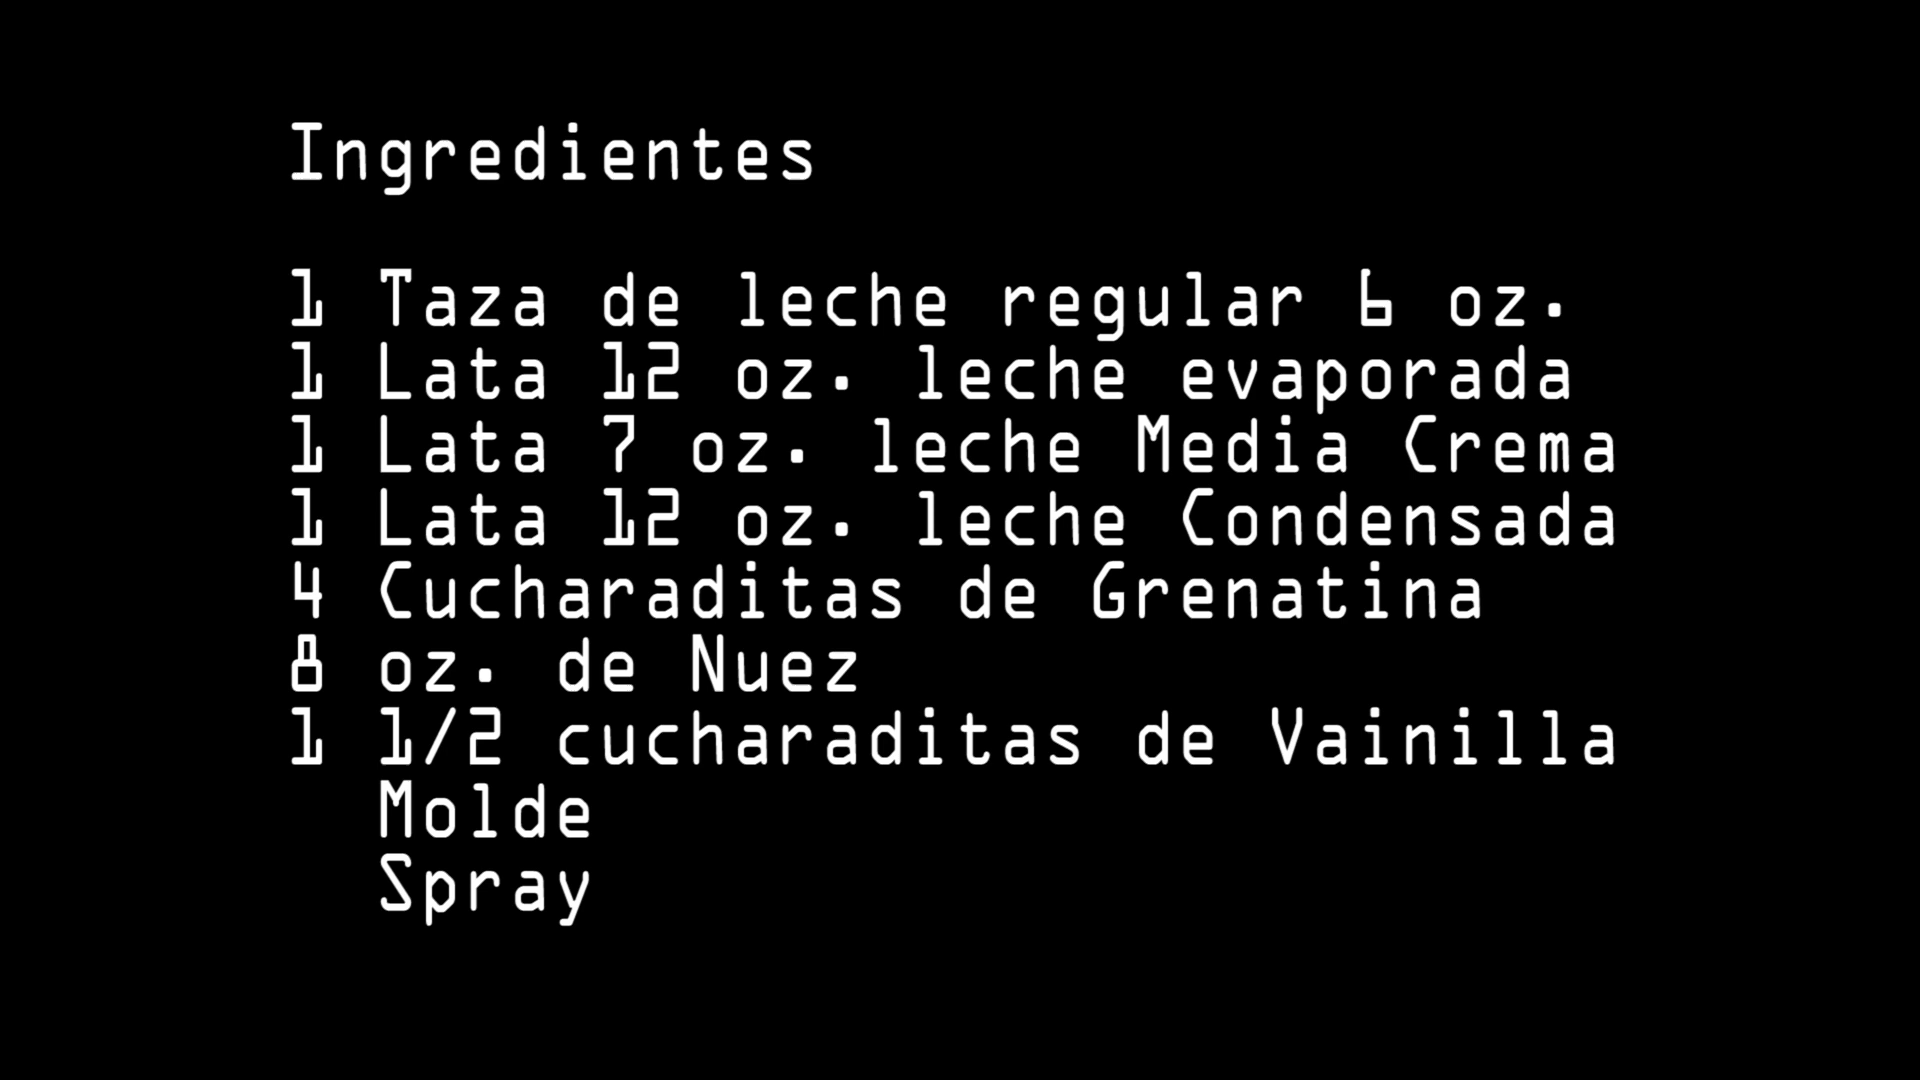 Ingredientes
1 Taza de leche regular 6 oz.
1 Lata 12 oz. leche evaporada
1 Lata 7 oz. leche Media Crema
1 Lata 12 oz. leche Condensada
4 Cucharaditas de Grenatina
8 oz. de Nuez
1 1/2 cucharaditas de Vainilla
Molde
Spray